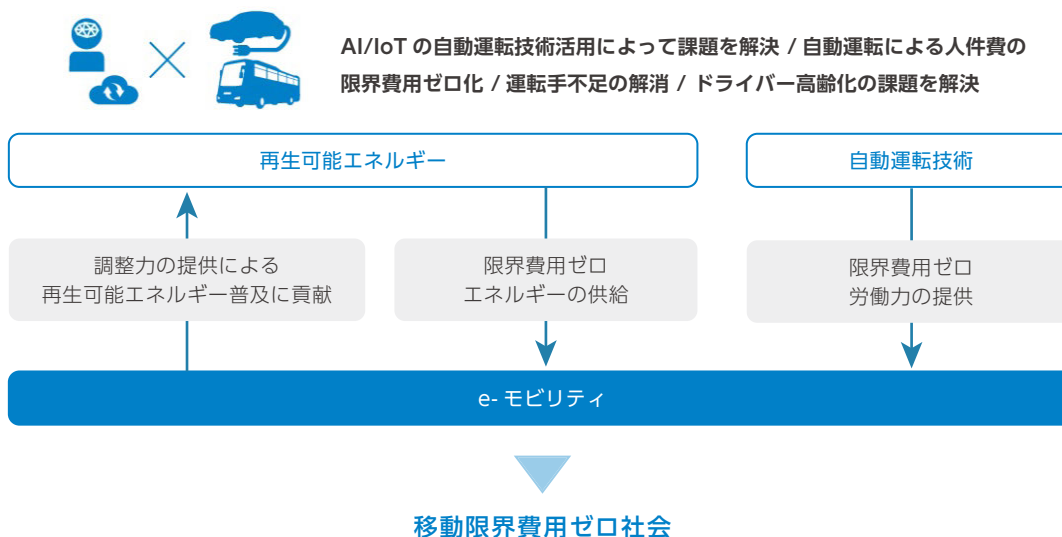 AI/IoT の自動運転技術活用によって課題を解決 / 自動運転による人件費の
限界費用ゼロ化 / 運転手不足の解消 / ドライバー高齢化の課題を解決
再生可能エネルギー
自動運転技術
調整力の提供による
再生可能エネルギー普及に貢献
限界費用ゼロ
エネルギーの供給
限界費用ゼロ
労働力の提供
e- モビリティ
移動限界費用ゼロ社会